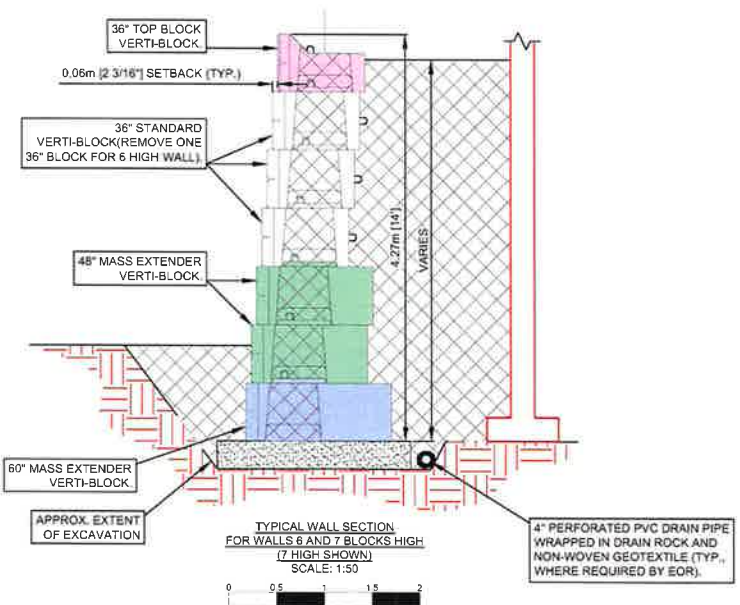 36" TOP BLOCK
VERTI-BLOCK.
0.06m [2 3/16"] SETBACK (TYP.)
36" STANDARD
VERTI-BLOCK(REMOVE ONE
36" BLOCK FOR 6 HIGH WALL).
48" MASS EXTENDER
VERTI-BLOCK.
4.27m [14']
VARIES
60" MASS EXTENDER
VERTI-BLOCK.
APPROX. EXTENT
OF EXCAVATION
TYPICAL WALL SECTION
FOR WALLS 6 AND 7 BLOCKS HIGH
(7 HIGH SHOWN)
SCALE: 1:50
0 0.5 1 1.5 2
4" PERFORATED PVC DRAIN PIPE
WRAPPED IN DRAIN ROCK AND
NON-WOVEN GEOTEXTILE (TYP.,
WHERE REQUIRED BY EOR).